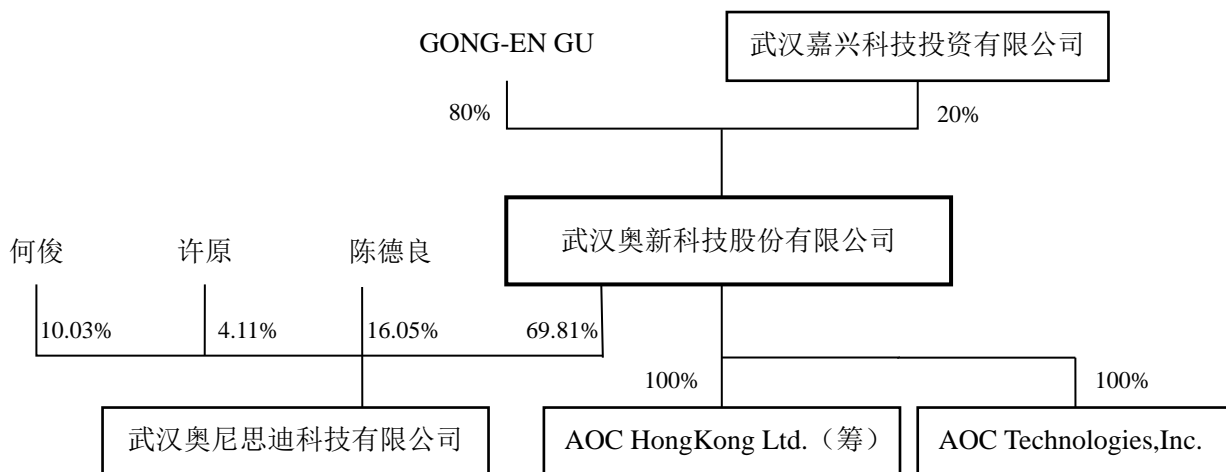 GONG-EN GU
武汉嘉兴科技投资有限公司
80%
20%
武汉奥新科技股份有限公司
何俊
许原
陈德良
10.03%
4.11%
16.05%
69.81%
100%
100%
武汉奥尼思迪科技有限公司
AOC HongKong Ltd.（筹）
AOC Technologies,Inc.